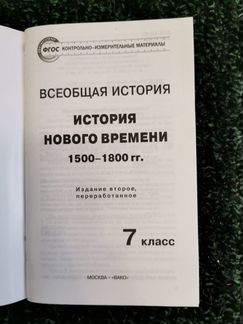 ФГОС
КОНТРОЛЬНО-ИЗМЕРИТЕЛЬНЫЕ МАТЕРИАЛЫ
ВСЕОБЩАЯ ИСТОРИЯ
ИСТОРИЯ
НОВОГО ВРЕМЕНИ
1500–1800 гг.
Издание второе,
переработанное
7 класс
МОСКВА • «ВАКО»